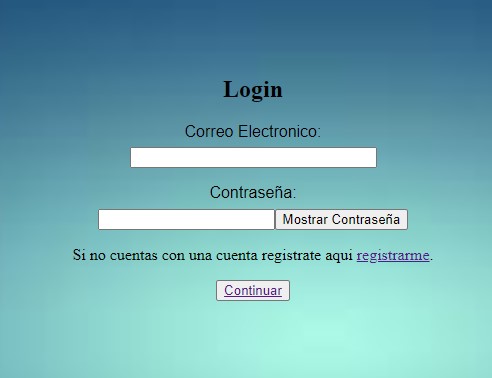 Login
Correo Electronico:
Contraseña:
Mostrar Contraseña
Si no cuentas con una cuenta registrate aqui registrarme.
Continuar